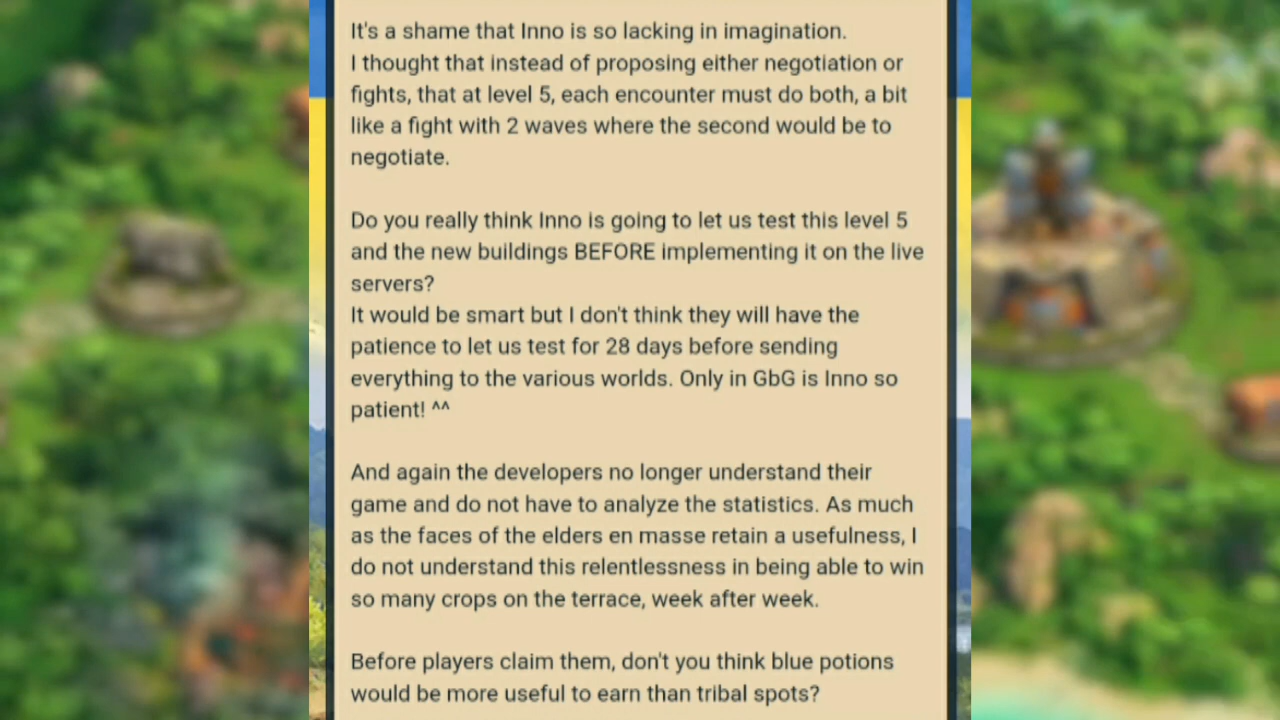 It's a shame that Inno is so lacking in imagination.
I thought that instead of proposing either negotiation or
fights, that at level 5, each encounter must do both, a bit
like a fight with 2 waves where the second would be to
negotiate.
Do you really think Inno is going to let us test this level 5
and the new buildings BEFORE implementing it on the live
servers?
It would be smart but I don't think they will have the
patience to let us test for 28 days before sending
everything to the various worlds. Only in GbG is Inno so
patient! ^^
And again the developers no longer understand their
game and do not have to analyze the statistics. As much
as the faces of the elders en masse retain a usefulness, I
do not understand this relentlessness in being able to win
so many crops on the terrace, week after week.
Before players claim them, don't you think blue potions
would be more useful to earn than tribal spots?